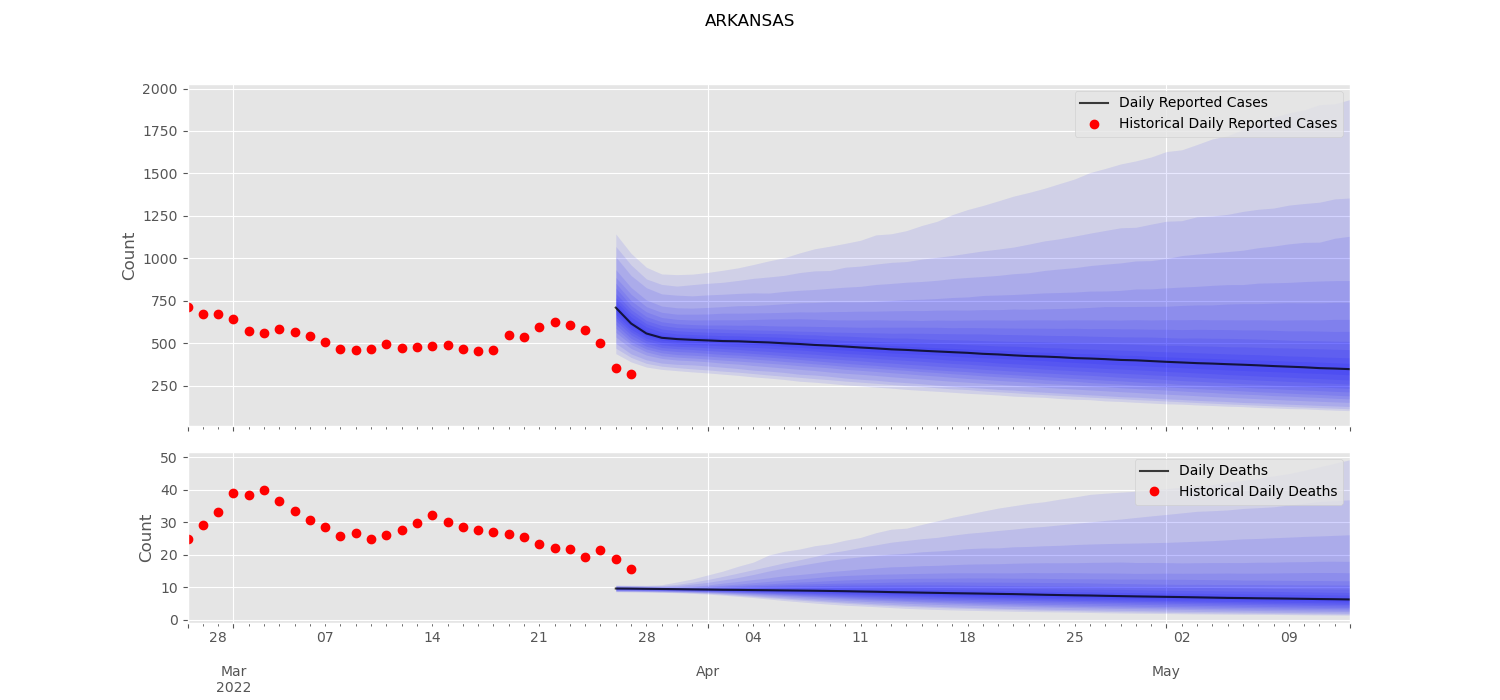 ARKANSAS
2000
1750
1500
1250
1000
750
500
250
Count
Daily Reported Cases
Historical Daily Reported Cases
50
40
30
20
10
0
Count
Daily Deaths
Historical Daily Deaths
28 07 14 21 28 04 11 18 25 02 09
Mar Apr May
2022